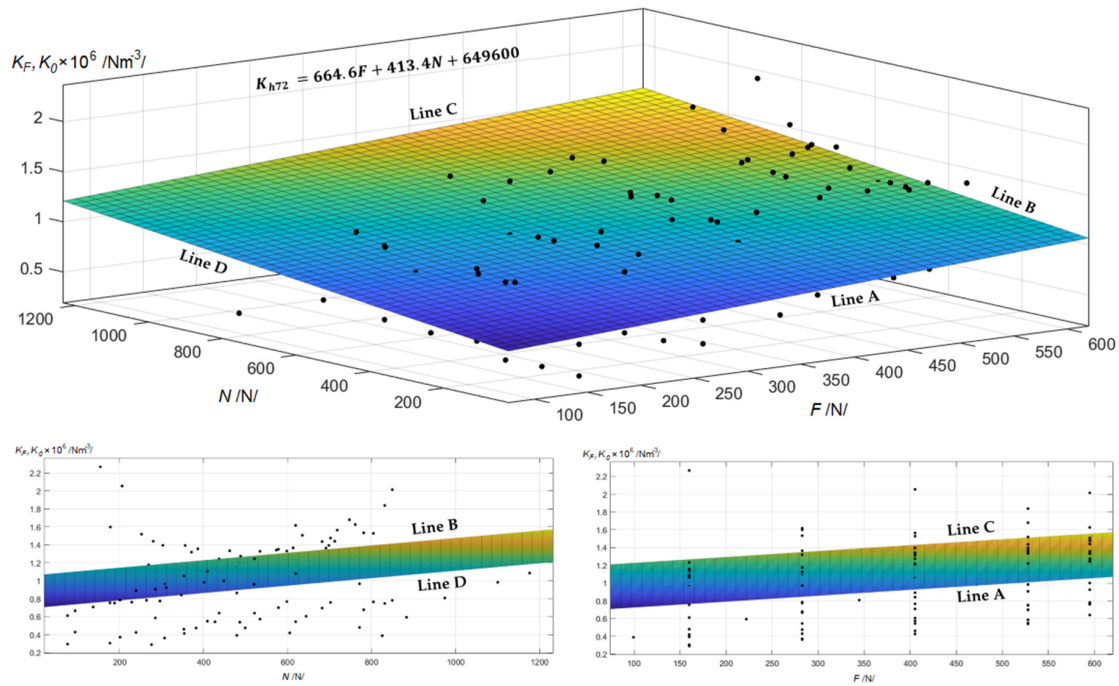 K_F, K_0×10^6 /Nm^-3/
K_h72 = 664.6F + 413.4N + 649600
Line C
Line B
Line D
Line A
2
1.5
1
0.5
1200
1000
800
600
400
200
N /N/
100
150
200
250
300
350
400
450
500
550
600
F /N/
K_F, K_0×10^6 /Nm^-3/
2.2
2
1.8
1.6
1.4
1.2
1
0.8
0.6
0.4
0.2
Line B
Line D
200 400 600 800 1000 1200
N /N/
K_F, K_0×10^6 /Nm^-3/
2.2
2
1.8
1.6
1.4
1.2
1
0.8
0.6
0.4
0.2
Line C
Line A
100 150 200 250 300 350 400 450 500 550 600
F /N/